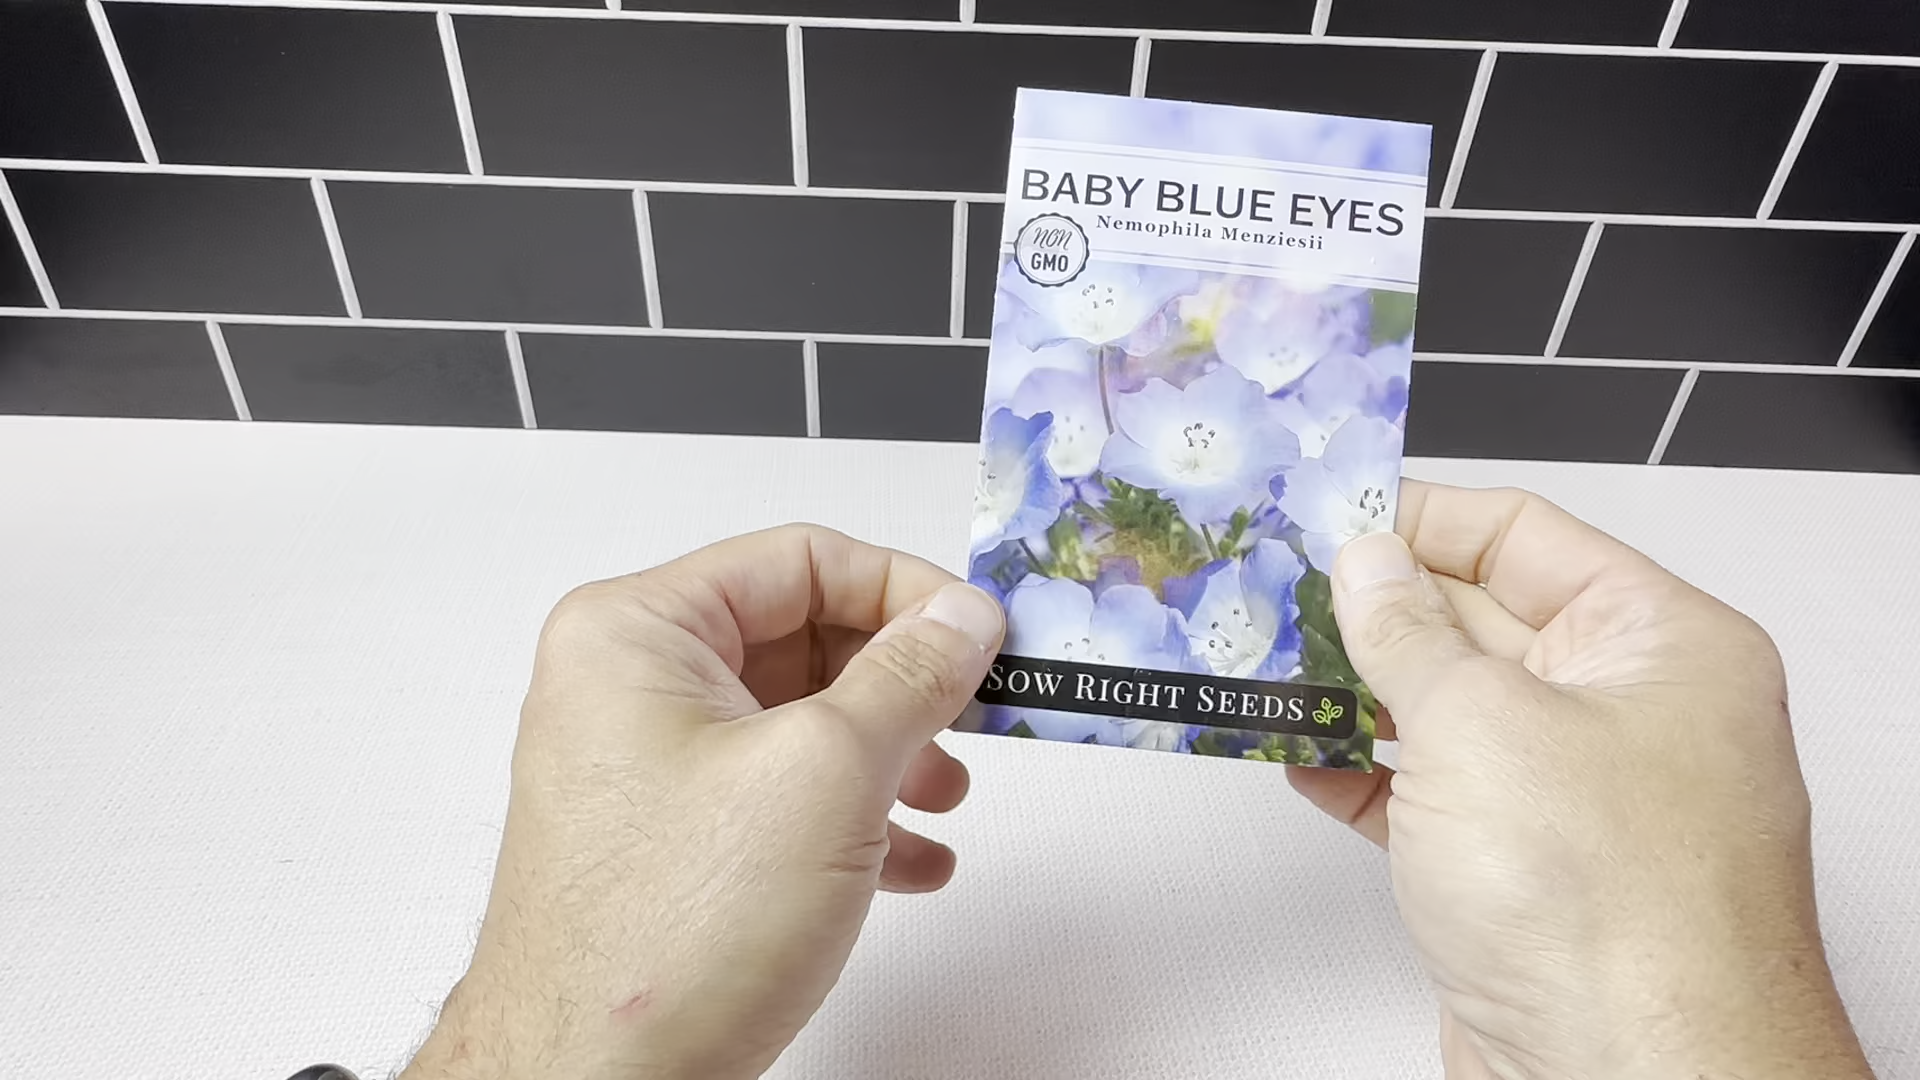 BABY BLUE EYES
Nemophila Menziesii
NON
GMO
SOW RIGHT SEEDS